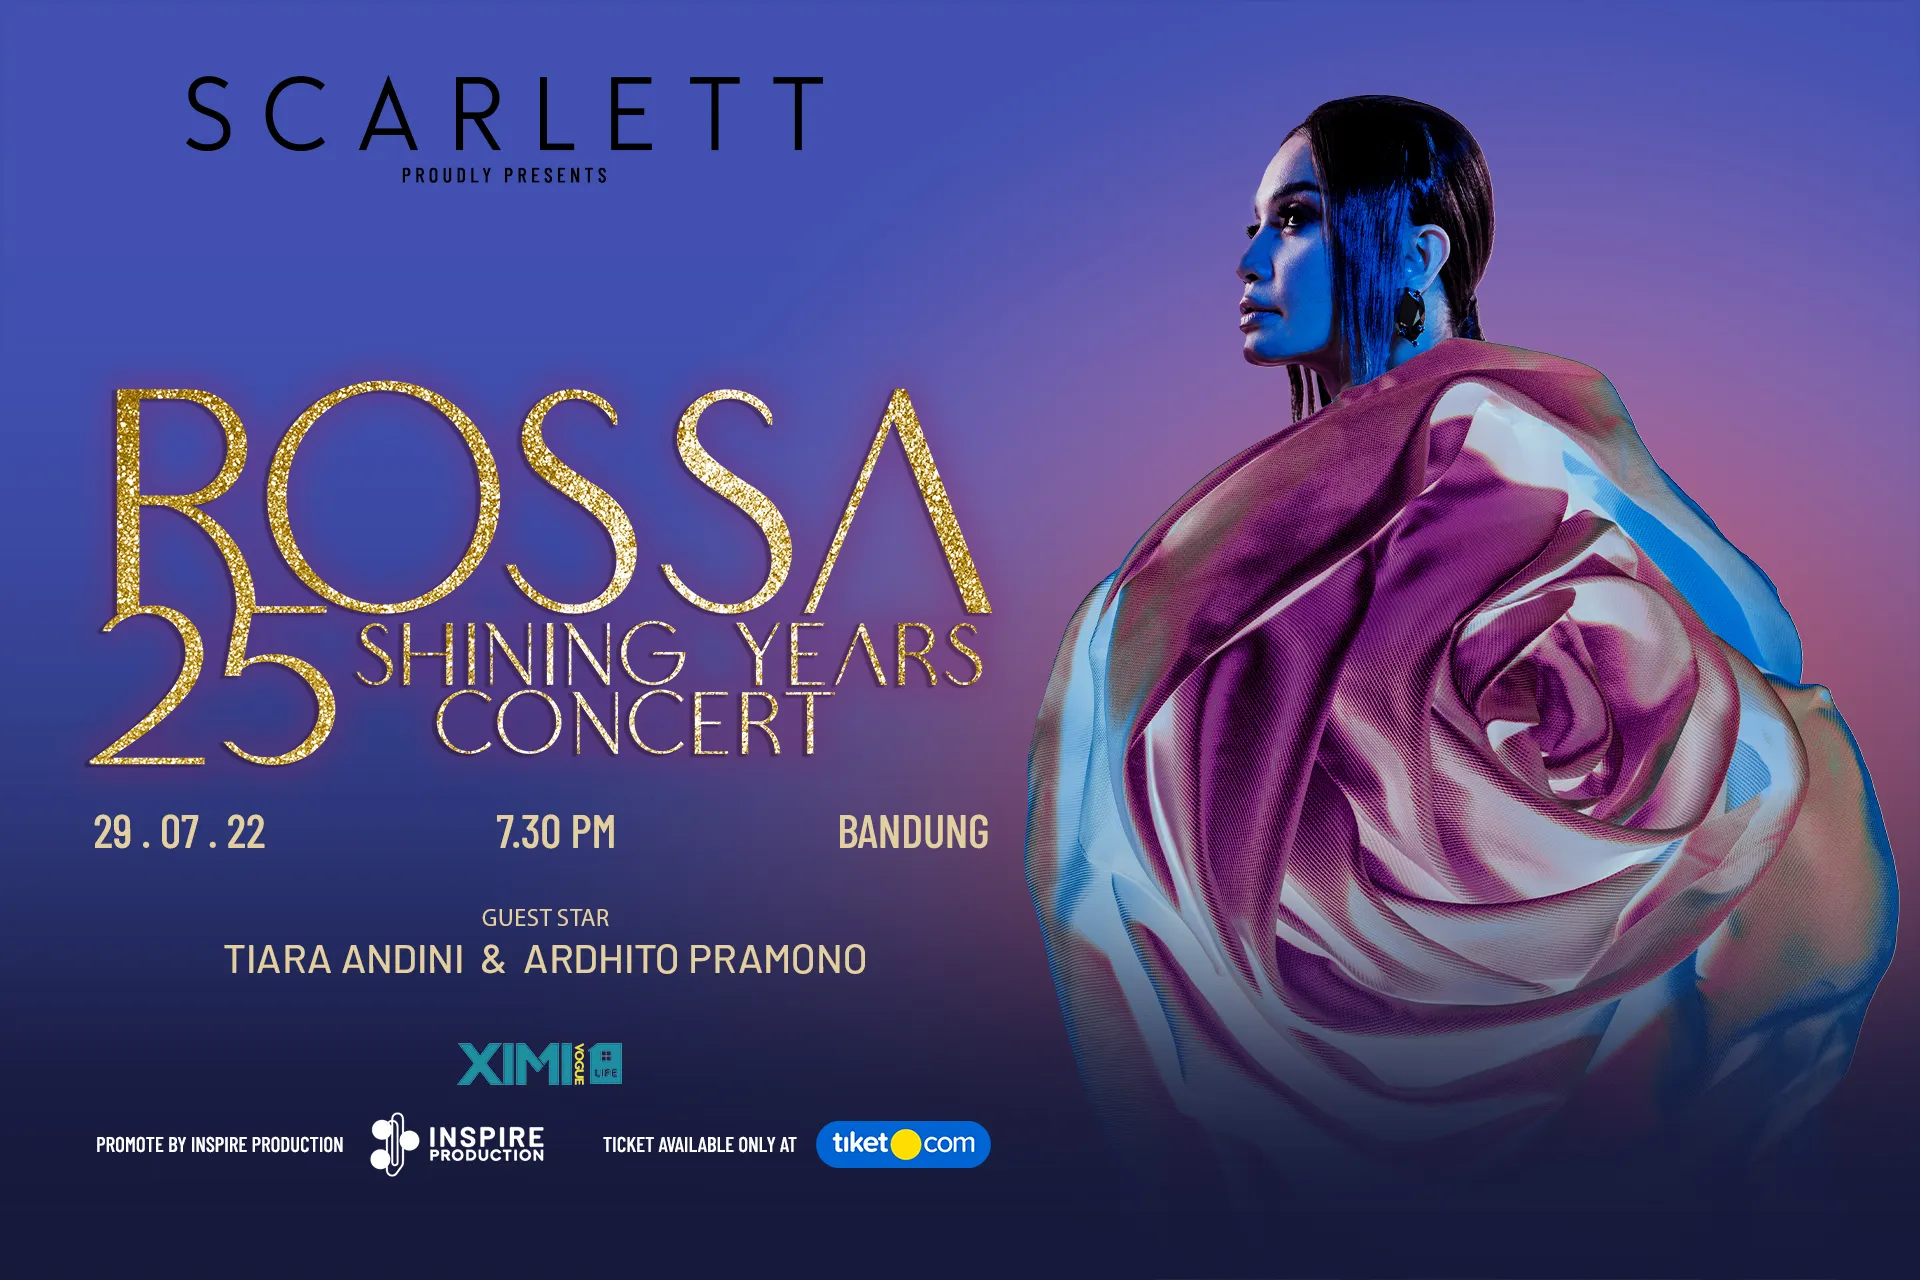 SCARLETT
PROUDLY PRESENTS
ROSSA
25 SHINING YEARS
CONCERT
29 . 07 . 22 7.30 PM BANDUNG
GUEST STAR
TIARA ANDINI & ARDHITO PRAMONO
XIMI VOGUE LIFE
PROMOTE BY INSPIRE PRODUCTION INSPIRE PRODUCTION TICKET AVAILABLE ONLY AT tiket.com